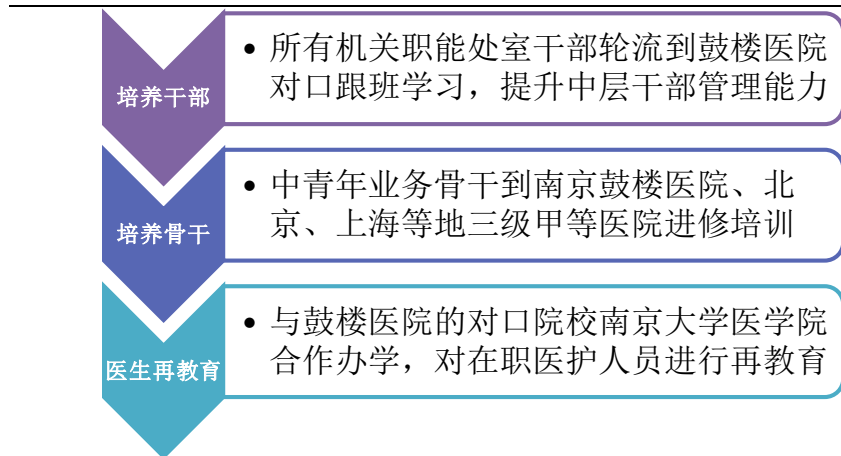 培养干部
• 所有机关职能处室干部轮流到鼓楼医院
对口跟班学习，提升中层干部管理能力
培养骨干
• 中青年业务骨干到南京鼓楼医院、北
京、上海等地三级甲等医院进修培训
医生再教育
• 与鼓楼医院的对口院校南京大学医学院
合作办学，对在职医护人员进行再教育